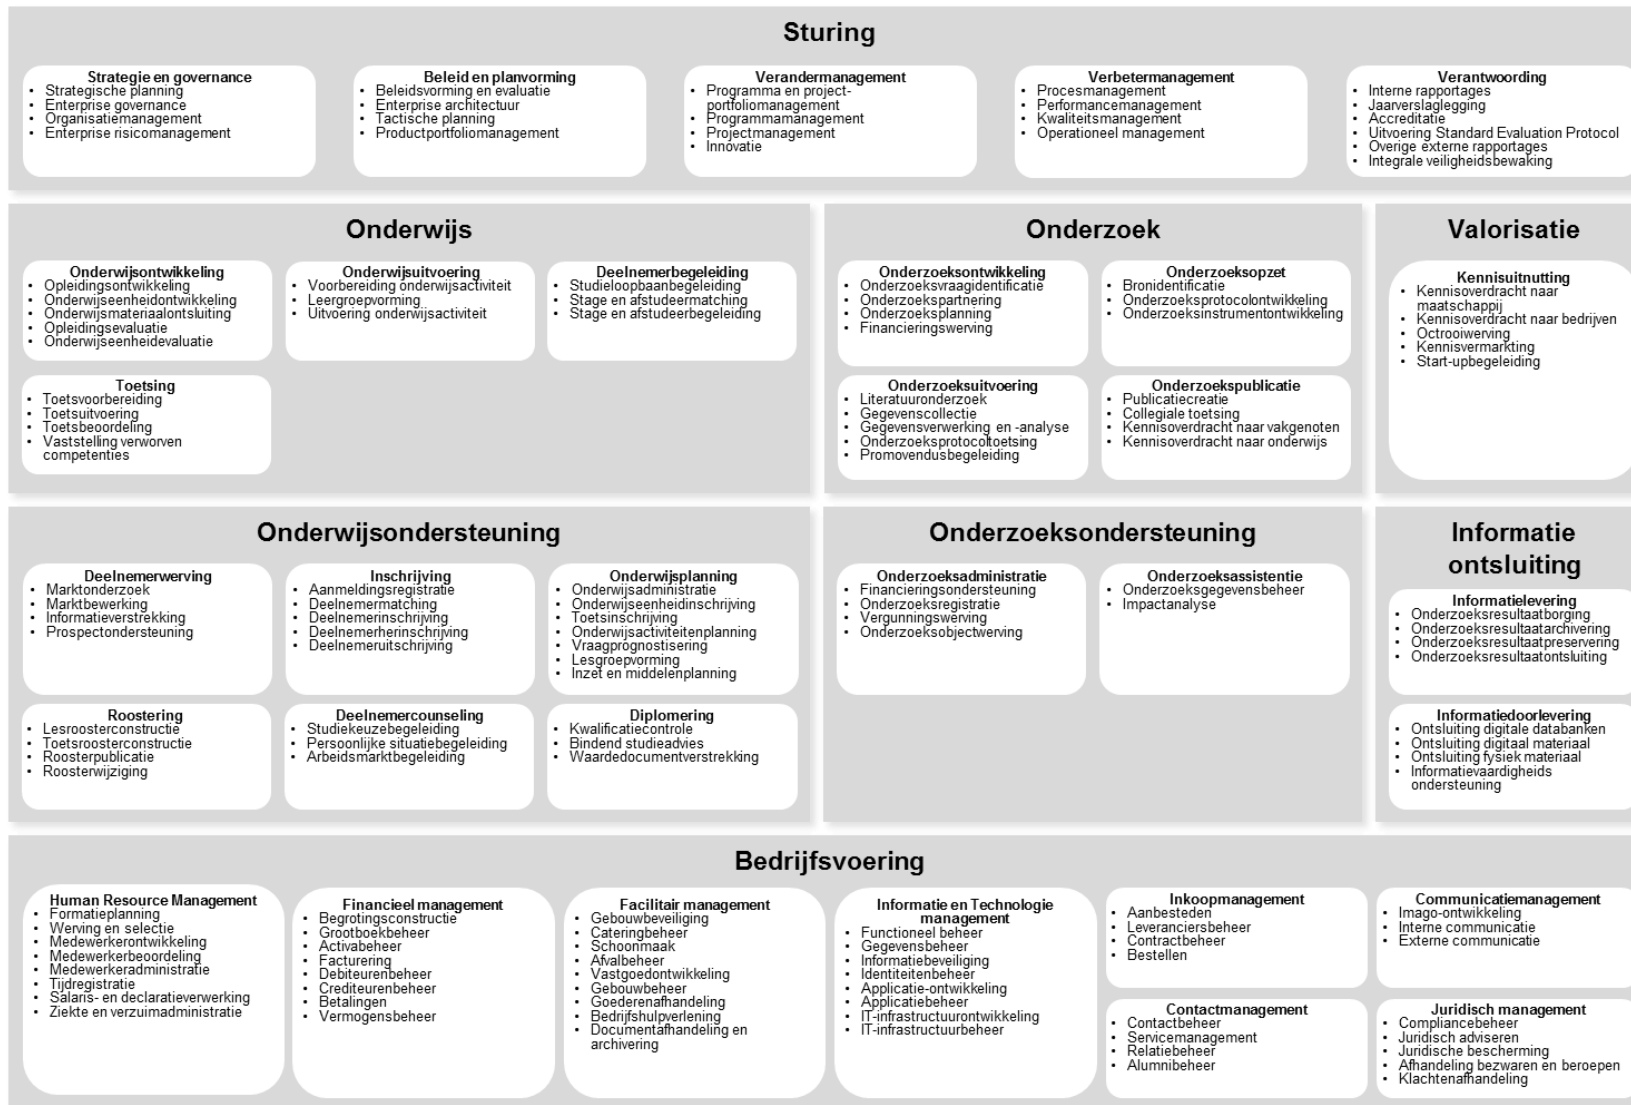 Sturing
Strategie en governance
• Strategische planning
• Enterprise governance
• Organisatiemanagement
• Enterprise risicomanagement
Beleid en planvorming
• Beleidsvorming en evaluatie
• Enterprise architectuur
• Tactische planning
• Productportfoliomanagement
Verandermanagement
• Programma en project-
portfoliomanagement
• Programmamanagement
• Projectmanagement
• Innovatie
Verbetermanagement
• Procesmanagement
• Performancemanagement
• Kwaliteitsmanagement
• Operationeel management
Verantwoording
• Interne rapportages
• Jaarverslaglegging
• Accreditatie
• Uitvoering Standard Evaluation Protocol
• Overige externe rapportages
• Integrale veiligheidsbewaking
Onderwijs
Onderwijsontwikkeling
• Opleidingsontwikkeling
• Onderwijseenheidontwikkeling
• Onderwijsmateriaalontsluiting
• Opleidingsevaluatie
• Onderwijseenheidevaluatie
Onderwijsuitvoering
• Voorbereiding onderwijsactiviteit
• Leergroepvorming
• Uitvoering onderwijsactiviteit
Deelnemerbegeleiding
• Studieloopbaanbegeleiding
• Stage en afstudeermatching
• Stage en afstudeerbegeleiding
Toetsing
• Toetsvoorbereiding
• Toetsuitvoering
• Toetsbeoordeling
• Vaststelling verworven
competenties
Onderzoek
Onderzoeksontwikkeling
• Onderzoeksvraagidentificatie
• Onderzoekspartnering
• Onderzoeksplanning
• Financieringswerving
Onderzoeksopzet
• Bronidentificatie
• Onderzoeksprotocolontwikkeling
• Onderzoeksinstrumentontwikkeling
Onderzoeksuitvoering
• Literatuuronderzoek
• Gegevenscollectie
• Gegevensverwerking en -analyse
• Onderzoeksprotocoltoetsing
• Promovendusbegeleiding
Onderzoekspublicatie
• Publicatiecreatie
• Collegiale toetsing
• Kennisoverdracht naar vakgenoten
• Kennisoverdracht naar onderwijs
Valorisatie
Kennisuitnutting
• Kennisoverdracht naar
maatschappij
• Kennisoverdracht naar bedrijven
• Octrooiwerving
• Kennisvermarkting
• Start-upbegeleiding
Onderwijsondersteuning
Deelnemerwerving
• Marktonderzoek
• Marktbewerking
• Informatieverstrekking
• Prospectondersteuning
Inschrijving
• Aanmeldingsregistratie
• Deelnemermatching
• Deelnemerinschrijving
• Deelnemerherinschrijving
• Deelnemeruitschrijving
Onderwijsplanning
• Onderwijsadministratie
• Onderwijseenheidinschrijving
• Toetsinschrijving
• Onderwijsactiviteitenplanning
• Vraagprognotisering
• Lesgroepvorming
• Inzet en middelenplanning
Roostering
• Lesroosterconstructie
• Toetsroosterconstructie
• Roosterpublicatie
• Roosterwijziging
Deelnemercounseling
• Studiekeuzebegeleiding
• Persoonlijke situatiebegeleiding
• Arbeidsmarktbegeleiding
Diplomering
• Kwalificatiecontrole
• Bindend studieadvies
• Waardedocumentverstrekking
Onderzoeksondersteuning
Onderzoeksadministratie
• Financieringsondersteuning
• Onderzoeksregistratie
• Vergunningswerving
• Onderzoeksobjectwerving
Onderzoeksassistentie
• Onderzoeksgegevensbeheer
• Impactanalyse
Informatie
ontsluiting
Informatielevering
• Onderzoeksresultaatborging
• Onderzoeksresultaatarchivering
• Onderzoeksresultaatpreservering
• Onderzoeksresultaatontsluiting
Informatiedoorlevering
• Ontsluiting digitale databanken
• Ontsluiting digitaal materiaal
• Ontsluiting fysiek materiaal
• Informatievaardigheids
ondersteuning
Bedrijfsvoering
Human Resource Management
• Formatieplanning
• Werving en selectie
• Medewerkerontwikkeling
• Medewerkerbeoordeling
• Medewerkeradministratie
• Tijdregistratie
• Salaris- en declaratieverwerking
• Ziekte en verzuimadministratie
Financieel management
• Begrotingsconstructie
• Grootboekbeheer
• Activabeheer
• Facturering
• Debiteurenbeheer
• Crediteurenbeheer
• Betalingen
• Vermogensbeheer
Facilitair management
• Gebouwbeveiliging
• Cateringbeheer
• Schoonmaak
• Afvalbeheer
• Vastgoedontwikkeling
• Gebouwbeheer
• Goederenafhandeling
• Bedrijfshulpverlening
• Documentafhandeling en
archivering
Informatie en Technologie
management
• Functioneel beheer
• Gegevensbeheer
• Informatiebeveiliging
• Identiteitenbeheer
• Applicatie-ontwikkeling
• Applicatiebeheer
• IT-infrastructuurontwikkeling
• IT-infrastructuurbeheer
Inkoopmanagement
• Aanbesteden
• Leveranciersbeheer
• Contractbeheer
• Bestellen
Communicatiemanagement
• Imago-ontwikkeling
• Interne communicatie
• Externe communicatie
Contactmanagement
• Contactbeheer
• Servicemanagement
• Relatiebeheer
• Alumnibeheer
Juridisch management
• Compliancebeheer
• Juridisch adviseren
• Juridische bescherming
• Afhandeling bezwaren en beroepen
• Klachtenafhandeling